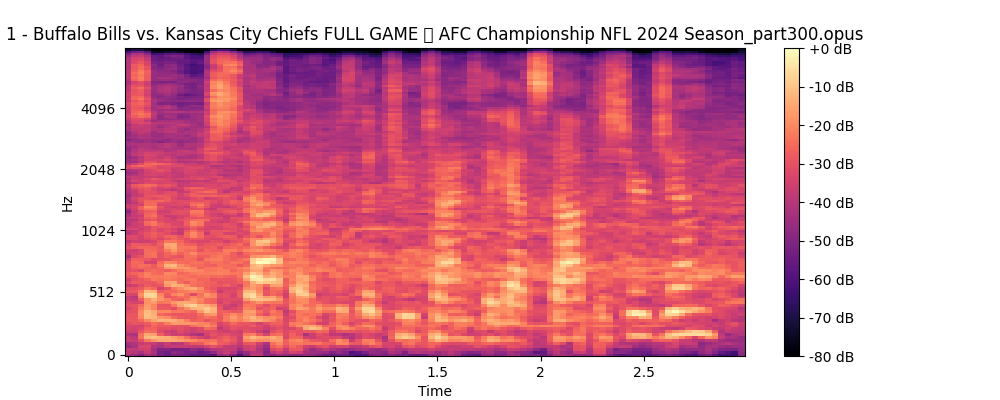 1 - Buffalo Bills vs. Kansas City Chiefs FULL GAME ▯ AFC Championship NFL 2024 Season_part300.opus
+0 dB
-10 dB
-20 dB
-30 dB
-40 dB
-50 dB
-60 dB
-70 dB
-80 dB
4096
2048
1024
512
0
Hz
0
0.5
1
1.5
2
2.5
Time